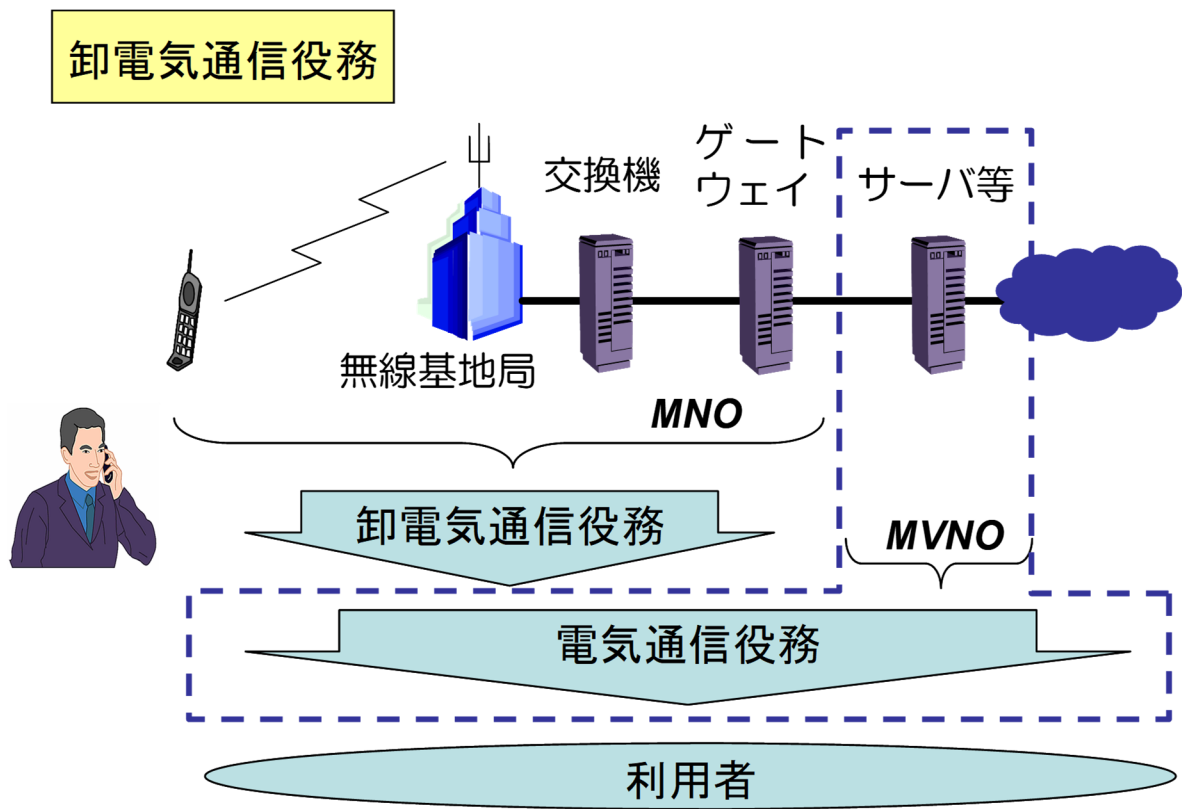 卸電気通信役務
交換機
ゲート
ウェイ
サーバ等
無線基地局
MNO
卸電気通信役務
MVNO
電気通信役務
利用者